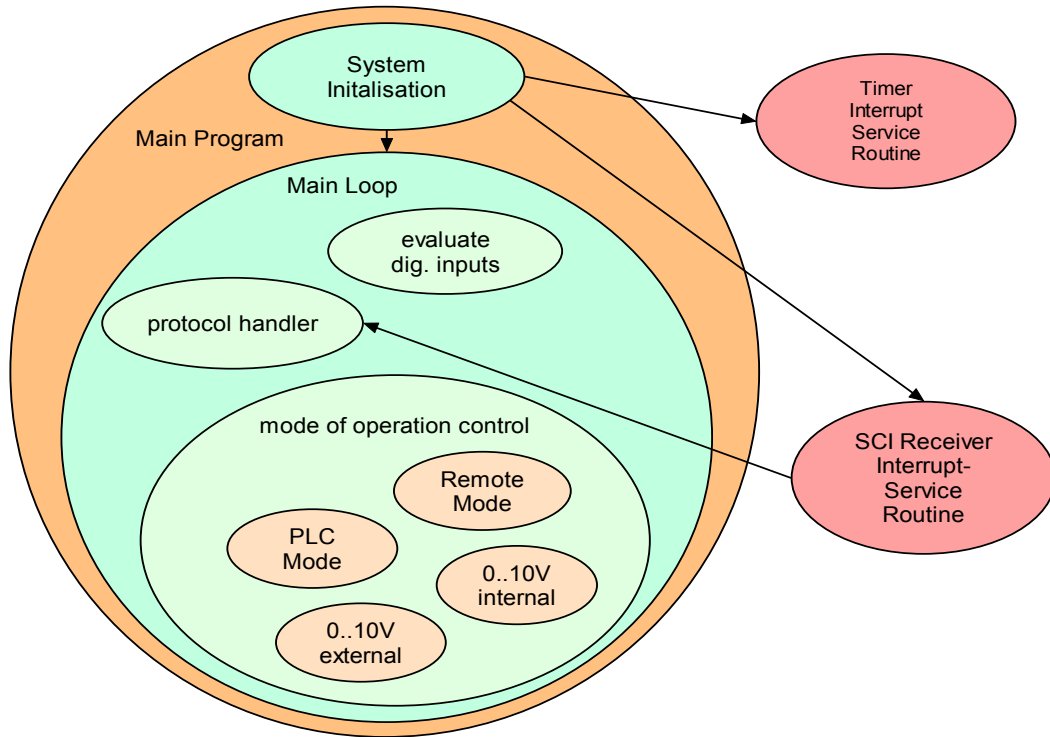 System
Initalisation
Timer
Interrupt
Service
Routine
Main Program
Main Loop
evaluate
dig. inputs
protocol handler
mode of operation control
SCI Receiver
Interrupt-
Service
Routine
Remote
Mode
PLC
Mode
0..10V
internal
0..10V
external